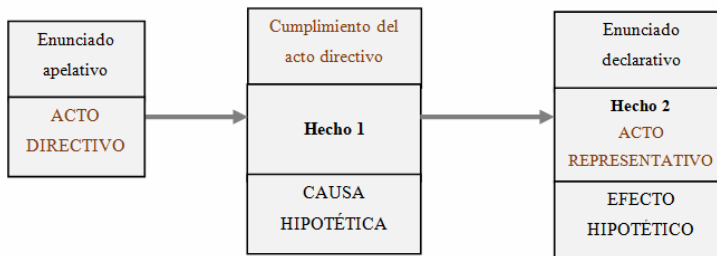 Enunciado
apelativo
ACTO
DIRECTIVO
Cumplimiento del
acto directivo
Hecho 1
CAUSA
HIPOTÉTICA
Enunciado
declarativo
Hecho 2
ACTO
REPRESENTATIVO
EFECTO
HIPOTÉTICO